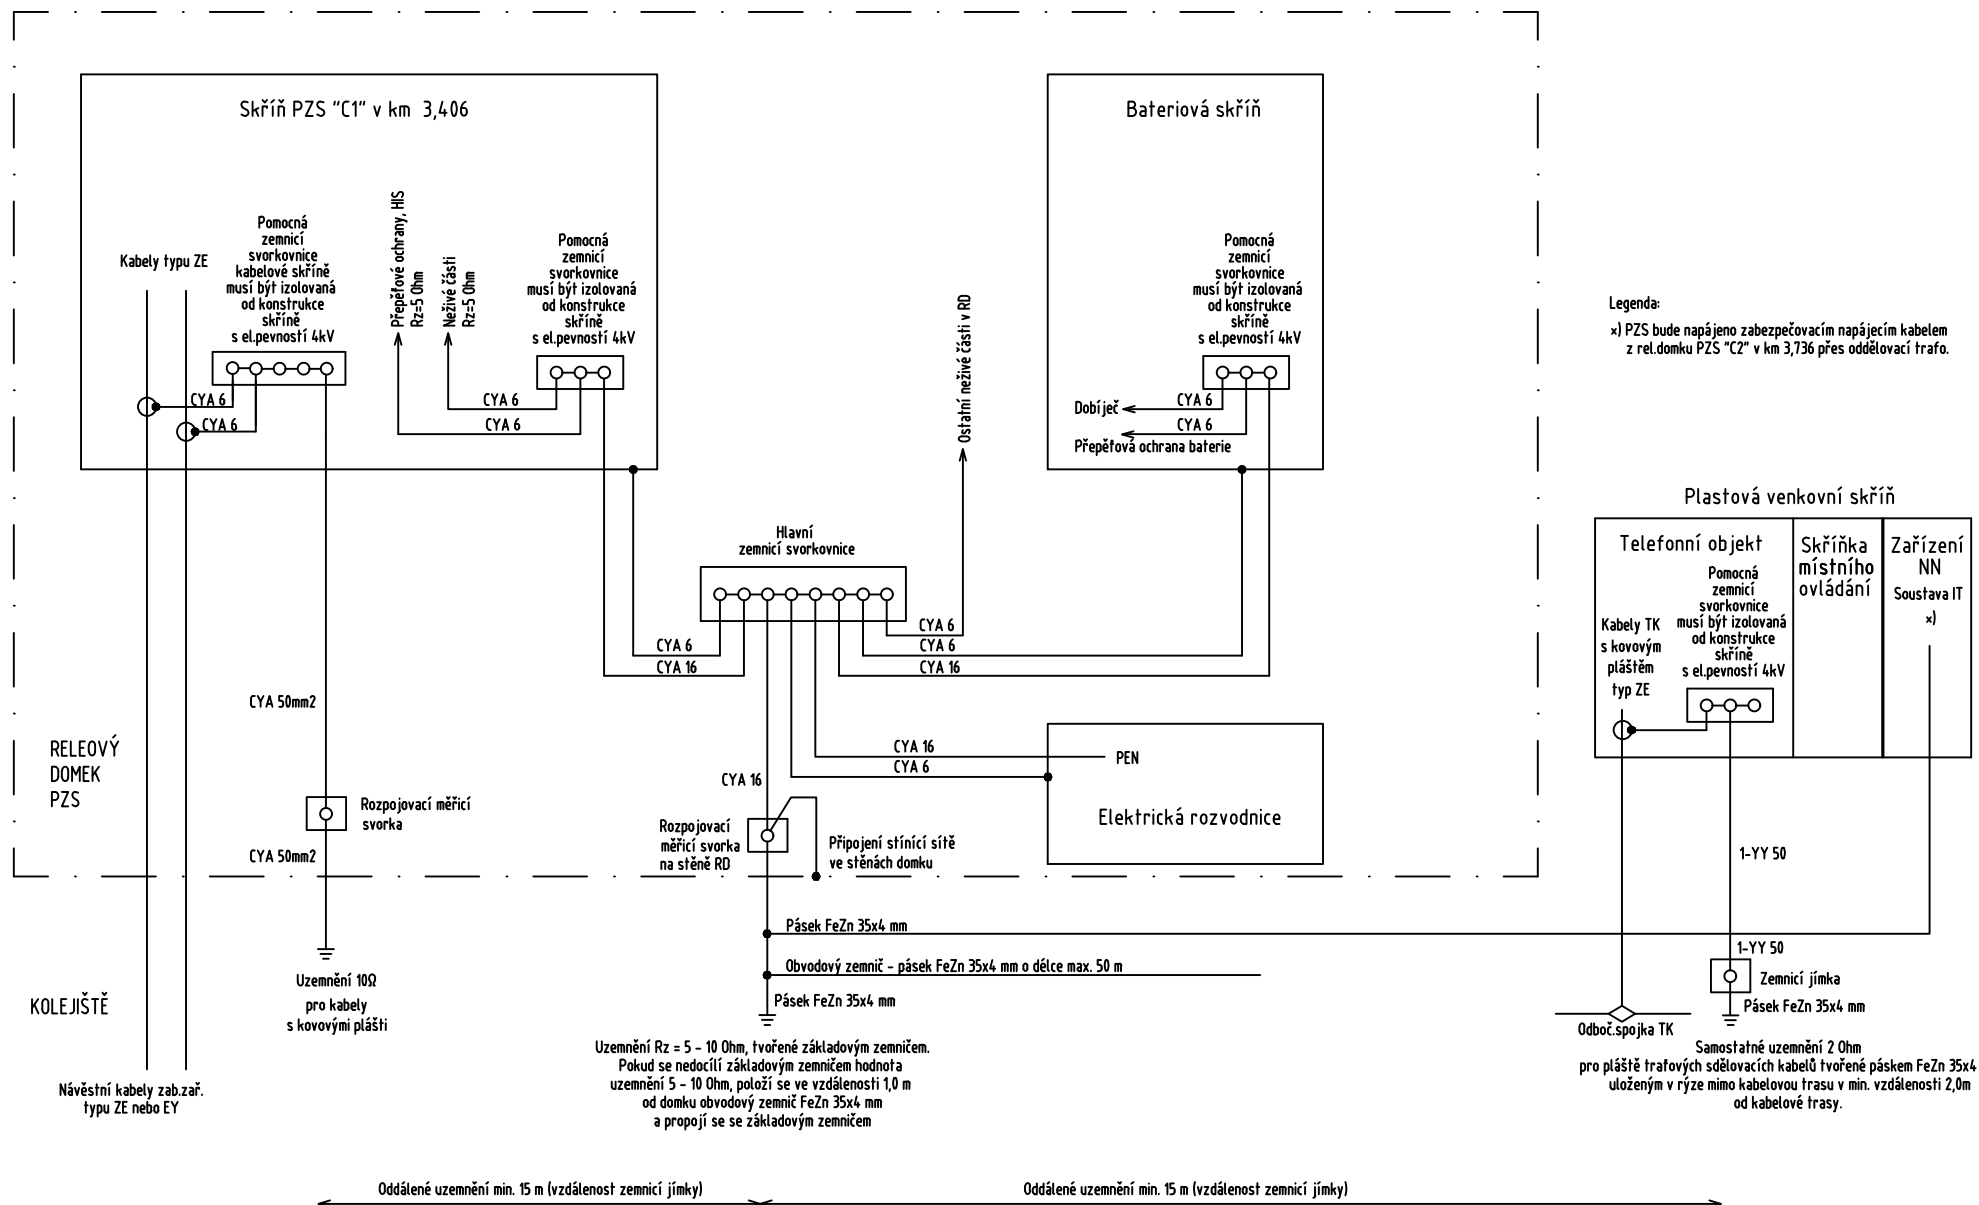 Skříň PZS "C1" v km 3,406
Kabely typu ZE
Pomocná
zemnicí
svorkovnice
kabelové skříně
musí být izolovaná
od konstrukce
skříně
s el.pevností 4kV
CYA 6
CYA 6
Přepěťové ochrany, HIS
Rz=5 Ohm
Neživé části
Rz=5 Ohm
Pomocná
zemnicí
svorkovnice
musí být izolovaná
od konstrukce
skříně
s el.pevností 4kV
CYA 6
CYA 6
Bateriová skříň
Pomocná
zemnicí
svorkovnice
musí být izolovaná
od konstrukce
skříně
s el.pevností 4kV
Dobíječ
CYA 6
CYA 6
Přepěťová ochrana baterie
Ostatní neživé části v RD
Legenda:
×) PZS bude napájeno zabezpečovacím napájecím kabelem
z rel.domku PZS "C2" v km 3,736 přes oddělovací trafo.
Hlavní
zemnicí svorkovnice
CYA 6
CYA 16
CYA 6
CYA 6
CYA 16
Plastová venkovní skříň
Telefonní objekt
Pomocná
zemnicí
svorkovnice
musí být izolovaná
od konstrukce
skříně
s el.pevností 4kV
Kabely TK
s kovovým
pláštěm
typ ZE
Skříňka
místního
ovládání
Zařízení
NN
Soustava IT
×)
CYA 50mm2
RELEOVÝ
DOMEK
PZS
Rozpojovací měřicí
svorka
CYA 50mm2
CYA 16
CYA 16
CYA 6
PEN
Elektrická rozvodnice
Rozpojovací
měřicí svorka
na stěně RD
Připojení stínící sítě
ve stěnách domku
1-YY 50
Pásek FeZn 35x4 mm
Obvodový zemnič - pásek FeZn 35x4 mm o délce max. 50 m
Pásek FeZn 35x4 mm
1-YY 50
Zemnicí jímka
Pásek FeZn 35x4 mm
Odboč.spojka TK
KOLEJIŠTĚ
Uzemnění 10Ω
pro kabely
s kovovými plášti
Návěstní kabely zab.zař.
typu ZE nebo EY
Uzemnění Rz = 5 - 10 Ohm, tvořené základovým zemničem.
Pokud se nedocílí základovým zemničem hodnota
uzemnění 5 - 10 Ohm, položí se ve vzdálenosti 1,0 m
od domku obvodový zemnič FeZn 35x4 mm
a propojí se se základovým zemničem
Samostatné uzemnění 2 Ohm
pro pláště traťových sdělovacích kabelů tvořené páskem FeZn 35x4
uloženým v rýze mimo kabelovou trasu v min. vzdálenosti 2,0m
od kabelové trasy.
Oddálené uzemnění min. 15 m (vzdálenost zemnicí jímky)
Oddálené uzemnění min. 15 m (vzdálenost zemnicí jímky)